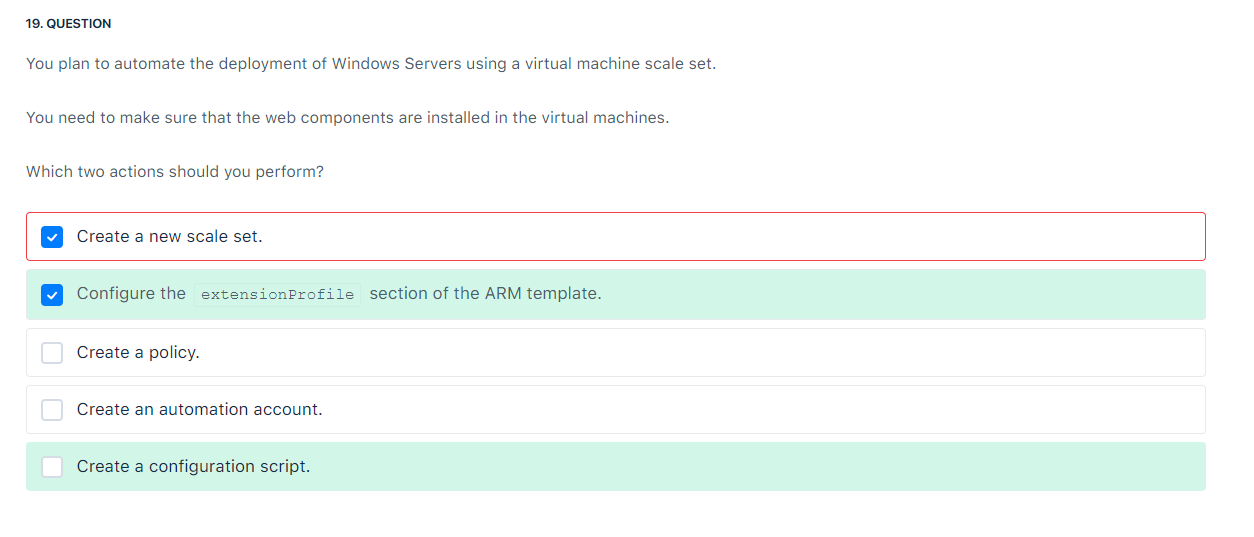 19. QUESTION
You plan to automate the deployment of Windows Servers using a virtual machine scale set.
You need to make sure that the web components are installed in the virtual machines.
Which two actions should you perform?
Create a new scale set.
Configure the extensionProfile section of the ARM template.
Create a policy.
Create an automation account.
Create a configuration script.